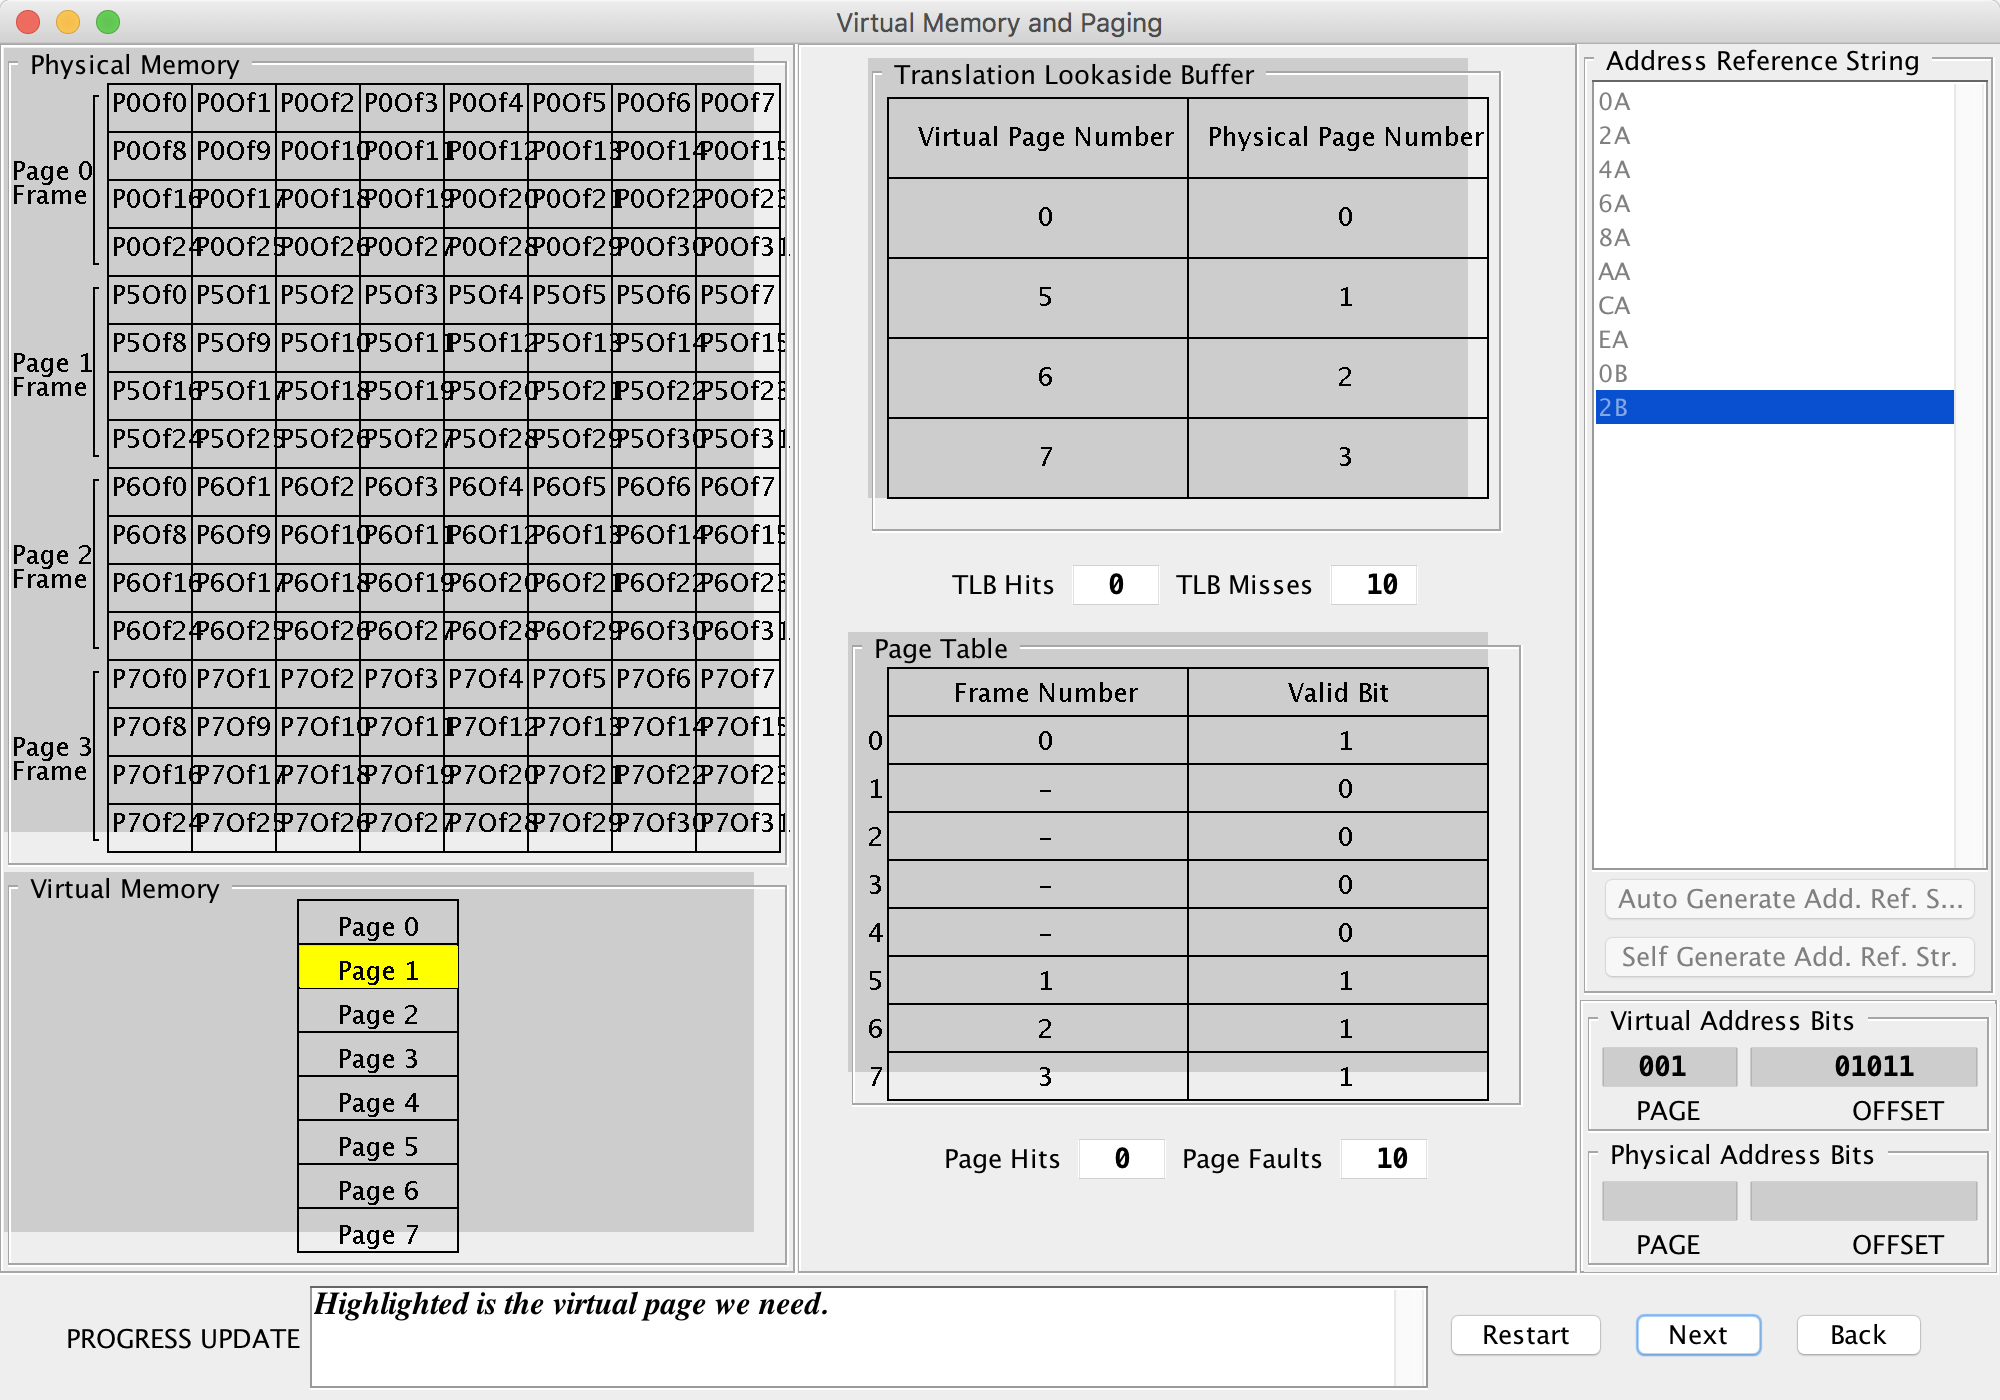 Virtual Memory and Paging
Physical Memory
Page 0
Frame
P0Of0 P0Of1 P0Of2 P0Of3 P0Of4 P0Of5 P0Of6 P0Of7
P0Of8 P0Of9 P0Of10 P0Of11 P0Of12 P0Of13 P0Of14 P0Of15
P0Of16 P0Of17 P0Of18 P0Of19 P0Of20 P0Of21 P0Of22 P0Of23
P0Of24 P0Of25 P0Of26 P0Of27 P0Of28 P0Of29 P0Of30 P0Of31
Page 1
Frame
P5Of0 P5Of1 P5Of2 P5Of3 P5Of4 P5Of5 P5Of6 P5Of7
P5Of8 P5Of9 P5Of10 P5Of11 P5Of12 P5Of13 P5Of14 P5Of15
P5Of16 P5Of17 P5Of18 P5Of19 P5Of20 P5Of21 P5Of22 P5Of23
P5Of24 P5Of25 P5Of26 P5Of27 P5Of28 P5Of29 P5Of30 P5Of31
Page 2
Frame
P6Of0 P6Of1 P6Of2 P6Of3 P6Of4 P6Of5 P6Of6 P6Of7
P6Of8 P6Of9 P6Of10 P6Of11 P6Of12 P6Of13 P6Of14 P6Of15
P6Of16 P6Of17 P6Of18 P6Of19 P6Of20 P6Of21 P6Of22 P6Of23
P6Of24 P6Of25 P6Of26 P6Of27 P6Of28 P6Of29 P6Of30 P6Of31
Page 3
Frame
P7Of0 P7Of1 P7Of2 P7Of3 P7Of4 P7Of5 P7Of6 P7Of7
P7Of8 P7Of9 P7Of10 P7Of11 P7Of12 P7Of13 P7Of14 P7Of15
P7Of16 P7Of17 P7Of18 P7Of19 P7Of20 P7Of21 P7Of22 P7Of23
P7Of24 P7Of25 P7Of26 P7Of27 P7Of28 P7Of29 P7Of30 P7Of31
Virtual Memory
Page 0
Page 1
Page 2
Page 3
Page 4
Page 5
Page 6
Page 7
Translation Lookaside Buffer
Virtual Page Number Physical Page Number
0 0
5 1
6 2
7 3
TLB Hits 0 TLB Misses 10
Page Table
Frame Number Valid Bit
0 0 1
1 – 0
2 – 0
3 – 0
4 – 0
5 1 1
6 2 1
7 3 1
Page Hits 0 Page Faults 10
Address Reference String
0A
2A
4A
6A
8A
AA
CA
EA
0B
2B
Auto Generate Add. Ref. S...
Self Generate Add. Ref. Str.
Virtual Address Bits
001 01011
PAGE OFFSET
Physical Address Bits
PAGE OFFSET
PROGRESS UPDATE
Highlighted is the virtual page we need.
Restart Next Back